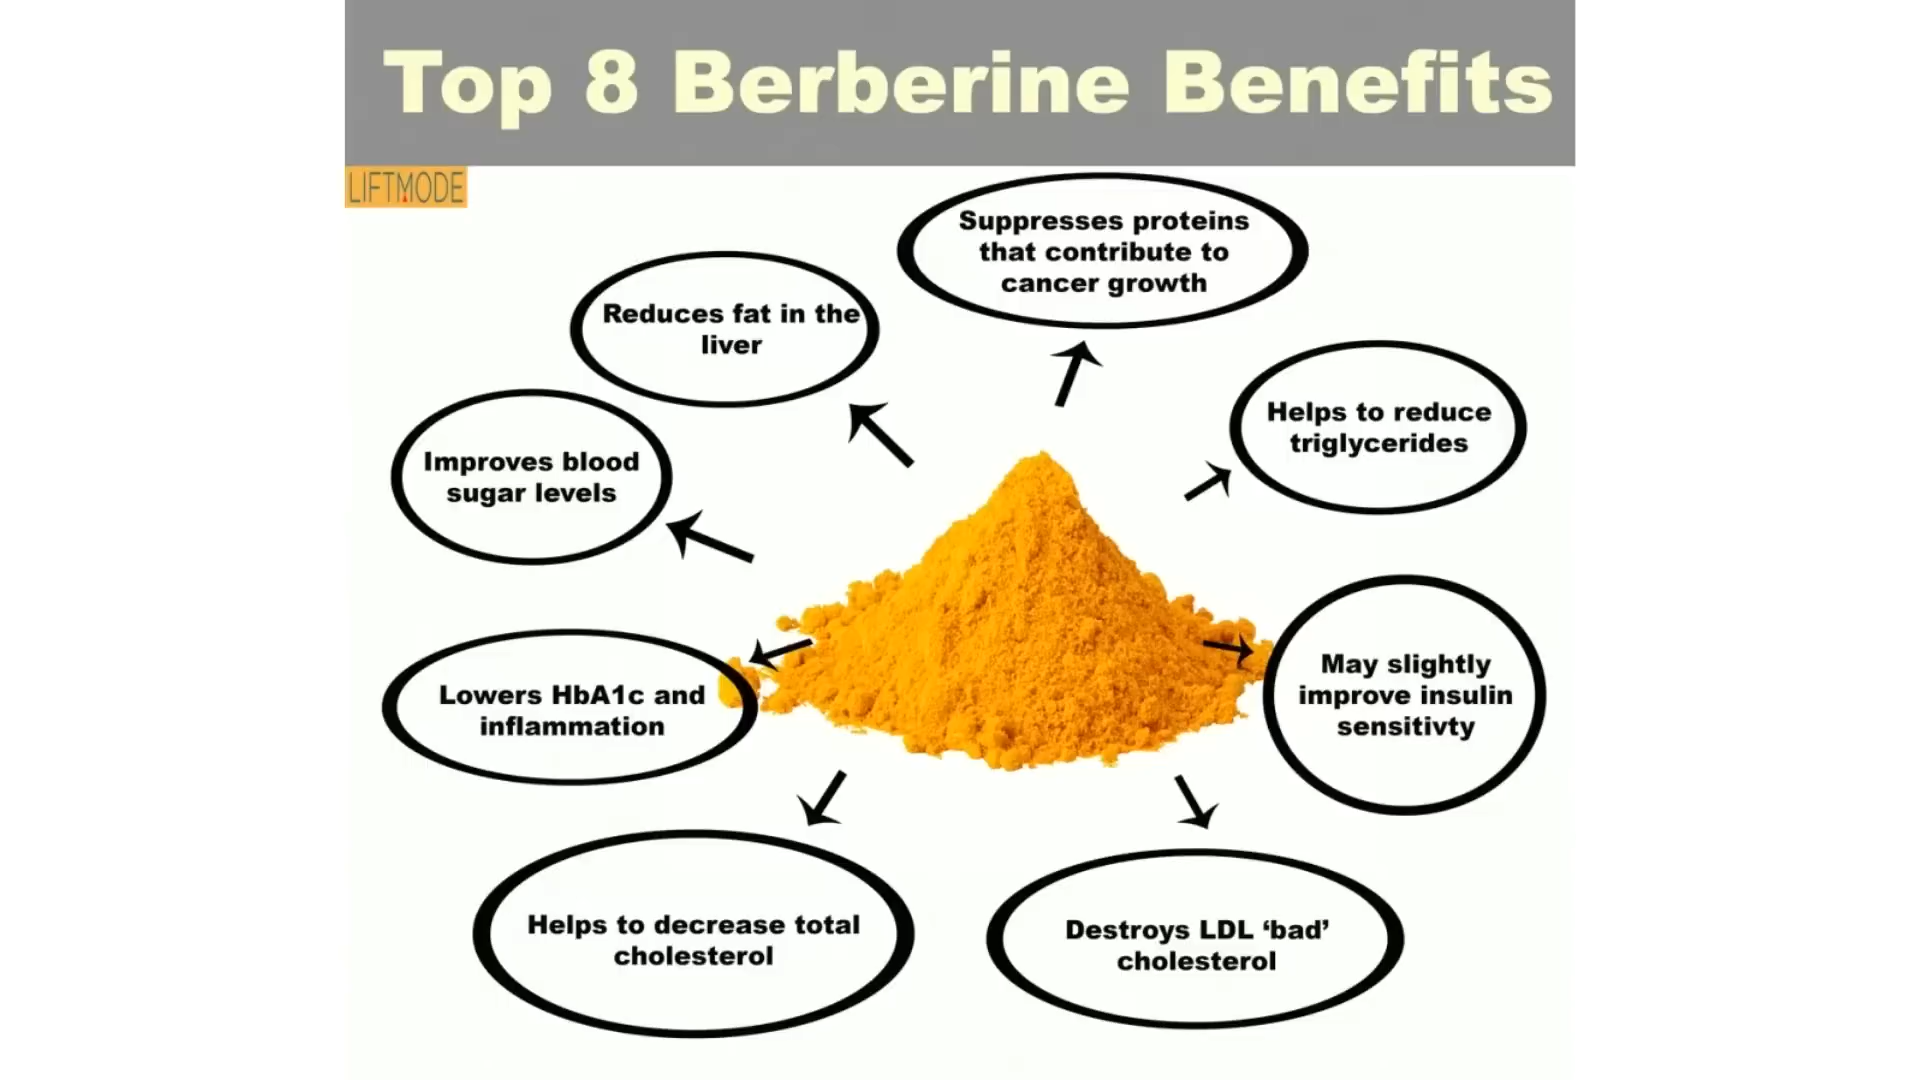 Top 8 Berberine Benefits
LIFTMODE
Suppresses proteins
that contribute to
cancer growth
Reduces fat in the
liver
Helps to reduce
triglycerides
Improves blood
sugar levels
May slightly
improve insulin
sensitivty
Lowers HbA1c and
inflammation
Helps to decrease total
cholesterol
Destroys LDL ‘bad’
cholesterol